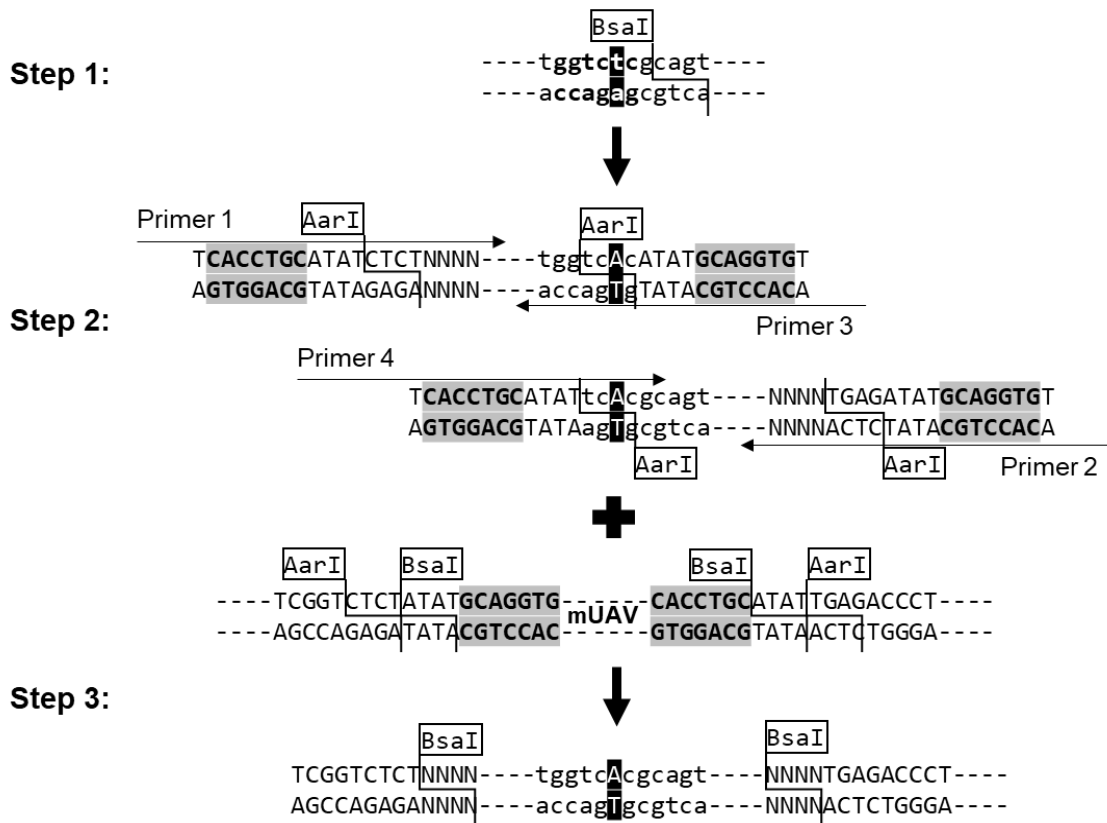 BsaI
Step 1:
----tggtctcgcagt----
----accagagcgtca----
Primer 1
AarI
AarI
TCACCTGCATATCTCTNNNN----tggtcAcATATGCAGGTGT
AGTGGACGTATAGAGANNNN----accagTgTATACGTCCACA
Step 2:
Primer 3
Primer 4
TCACCTGCATATtcAcgcagt----NNNNTGAGATATGCAGGTGT
AGTGGACGTATAagTgcgtca----NNNNACTCTATACGTCCACA
AarI
AarI
Primer 2
AarI
BsaI
BsaI
AarI
----TCGGTCTCTATATGCAGGTG------CACCTGCATATTGAGACCCT----
mUAV
----AGCCAGAGATATACGTCCAC------GTGGACGTATAACTCTGGGA----
Step 3:
BsaI
BsaI
TCGGTCTCTNNNN----tggtcAcgcagt----NNNNTGAGACCCT----
AGCCAGAGANNNN----accagTgcgtca----NNNNACTCTGGGA----